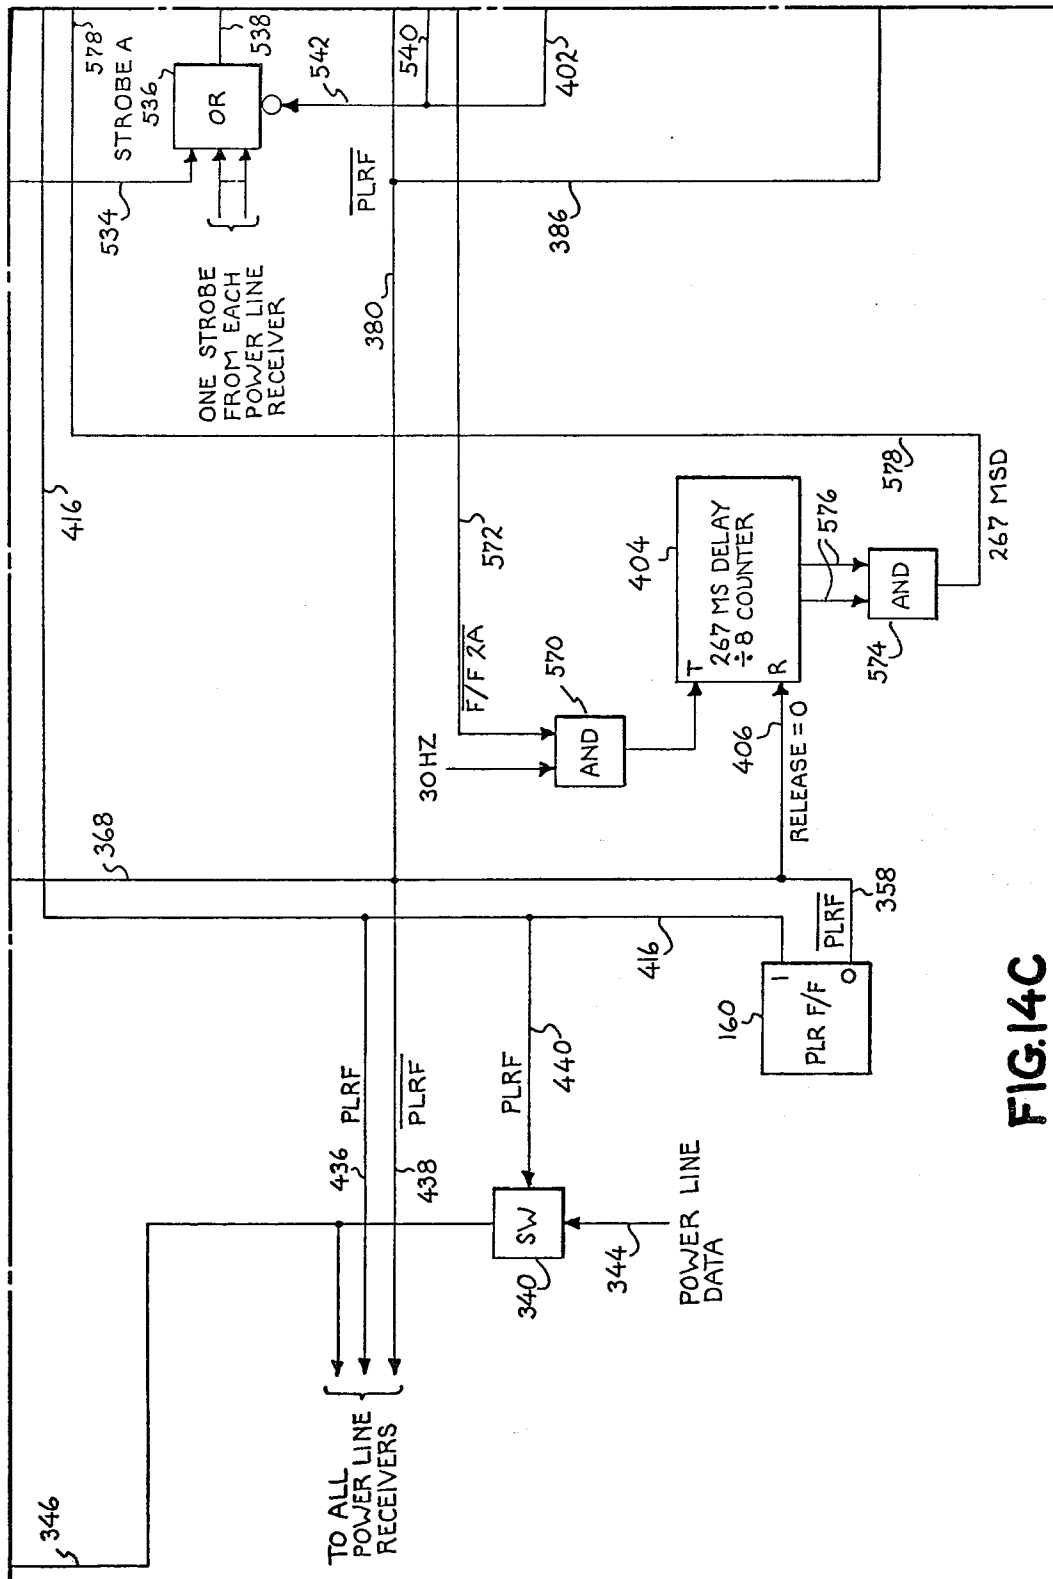 346
416
578
STROBE A
536
538
534
OR
ONE STROBE
FROM EACH
POWER LINE
RECEIVER
542
540
402
PLRF
380
386
368
572
F/F 2A
30HZ
570
AND
404
267 MS DELAY
÷8 COUNTER
T
R
406
RELEASE = 0
576
574
AND
578
267 MSD
TO ALL
POWER LINE
RECEIVERS
436
PLRF
438
PLRF
PLRF
440
SW
340
344
POWER LINE
DATA
416
160
PLR F/F
1
0
PLRF
358
FIG.14C